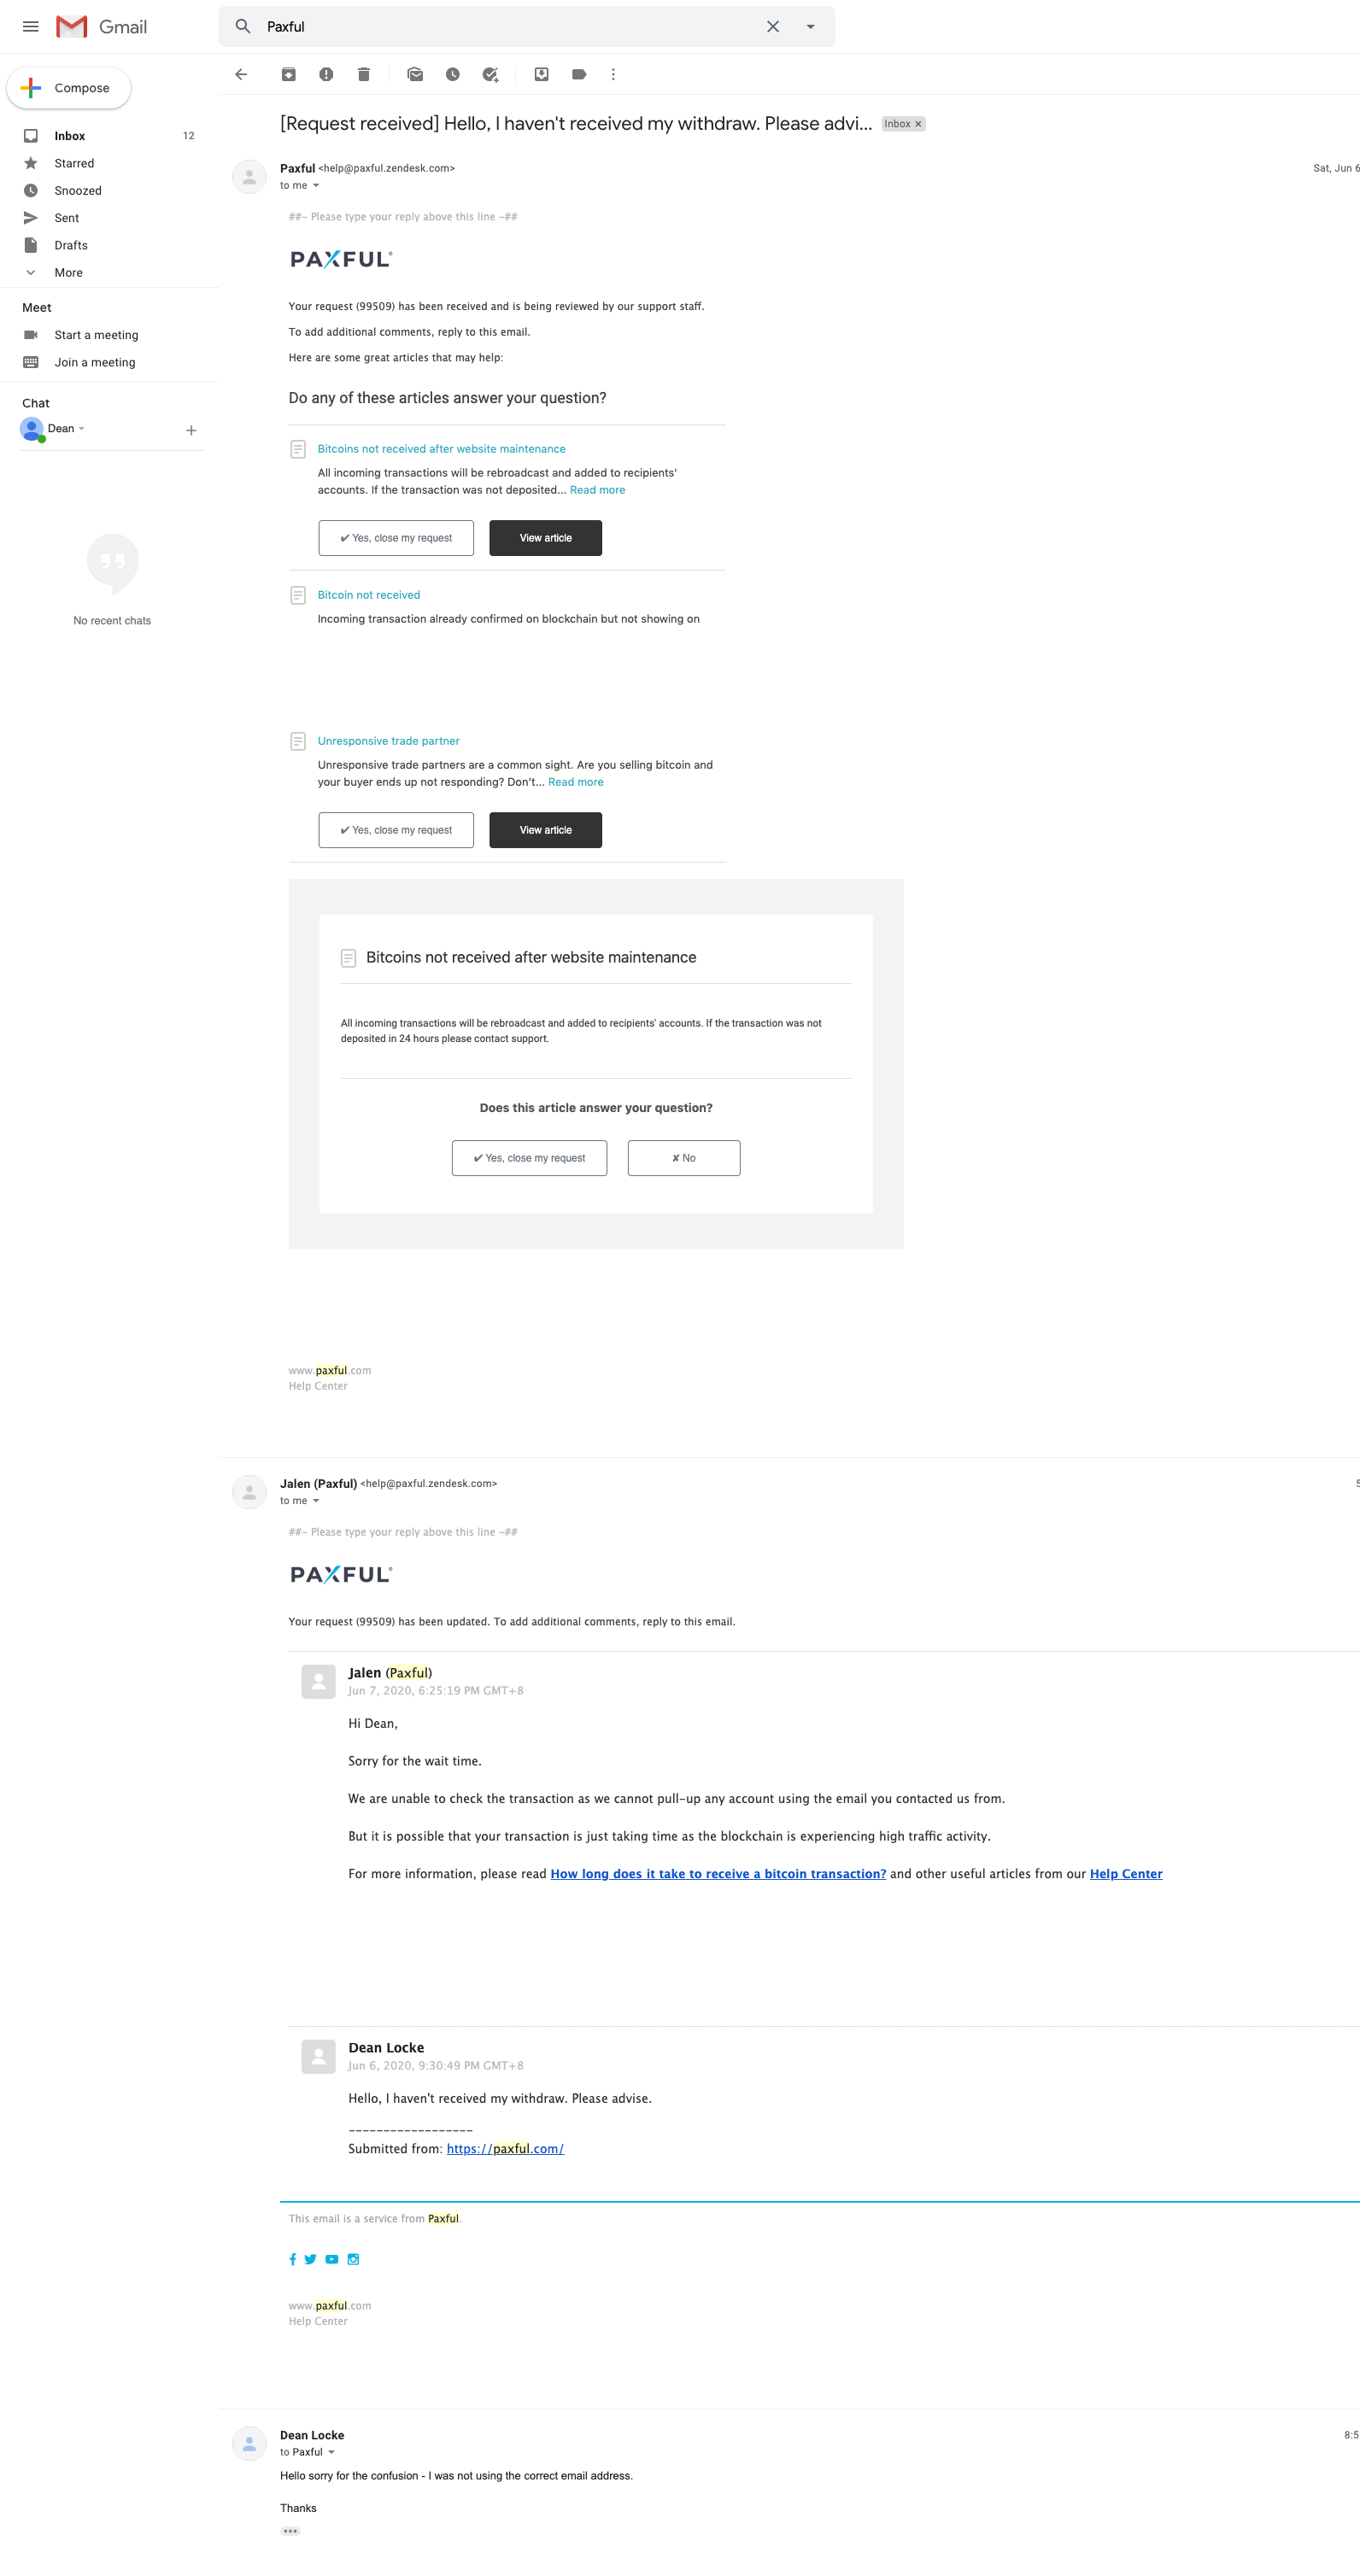 Gmail
Paxful
Compose
Inbox 12
Starred
Snoozed
Sent
Drafts
More
Meet
Start a meeting
Join a meeting
Chat
Dean
No recent chats
[Request received] Hello, I haven't received my withdraw. Please advi... Inbox ×
Paxful <help@paxful.zendesk.com> Sat, Jun 6
to me
##- Please type your reply above this line -##
PAXFUL
Your request (99509) has been received and is being reviewed by our support staff.
To add additional comments, reply to this email.
Here are some great articles that may help:
Do any of these articles answer your question?
Bitcoins not received after website maintenance
All incoming transactions will be rebroadcast and added to recipients'
accounts. If the transaction was not deposited... Read more
✔ Yes, close my request View article
Bitcoin not received
Incoming transaction already confirmed on blockchain but not showing on
Unresponsive trade partner
Unresponsive trade partners are a common sight. Are you selling bitcoin and
your buyer ends up not responding? Don't... Read more
✔ Yes, close my request View article
Bitcoins not received after website maintenance
All incoming transactions will be rebroadcast and added to recipients' accounts. If the transaction was not
deposited in 24 hours please contact support.
Does this article answer your question?
✔ Yes, close my request ✘ No
www.paxful.com
Help Center
Jalen (Paxful) <help@paxful.zendesk.com> 5
to me
##- Please type your reply above this line -##
PAXFUL
Your request (99509) has been updated. To add additional comments, reply to this email.
Jalen (Paxful)
Jun 7, 2020, 6:25:19 PM GMT+8
Hi Dean,
Sorry for the wait time.
We are unable to check the transaction as we cannot pull-up any account using the email you contacted us from.
But it is possible that your transaction is just taking time as the blockchain is experiencing high traffic activity.
For more information, please read How long does it take to receive a bitcoin transaction? and other useful articles from our Help Center
Dean Locke
Jun 6, 2020, 9:30:49 PM GMT+8
Hello, I haven't received my withdraw. Please advise.
------------------
Submitted from: https://paxful.com/
This email is a service from Paxful.
www.paxful.com
Help Center
Dean Locke 8:5
to Paxful
Hello sorry for the confusion - I was not using the correct email address.
Thanks